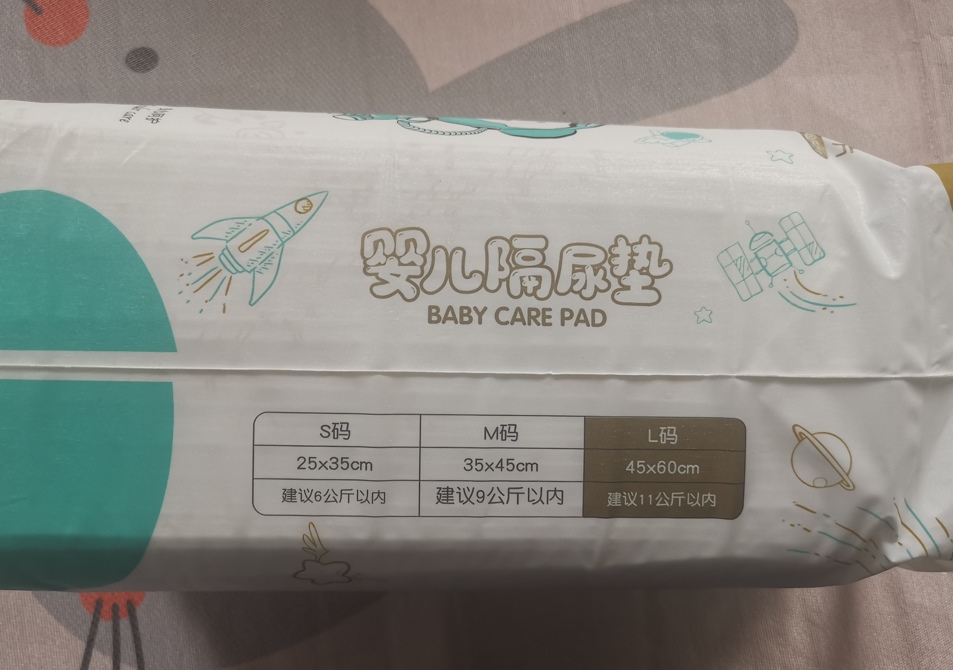 婴儿隔尿垫
BABY CARE PAD
S码 M码 L码
25x35cm 35x45cm 45x60cm
建议6公斤以内 建议9公斤以内 建议11公斤以内